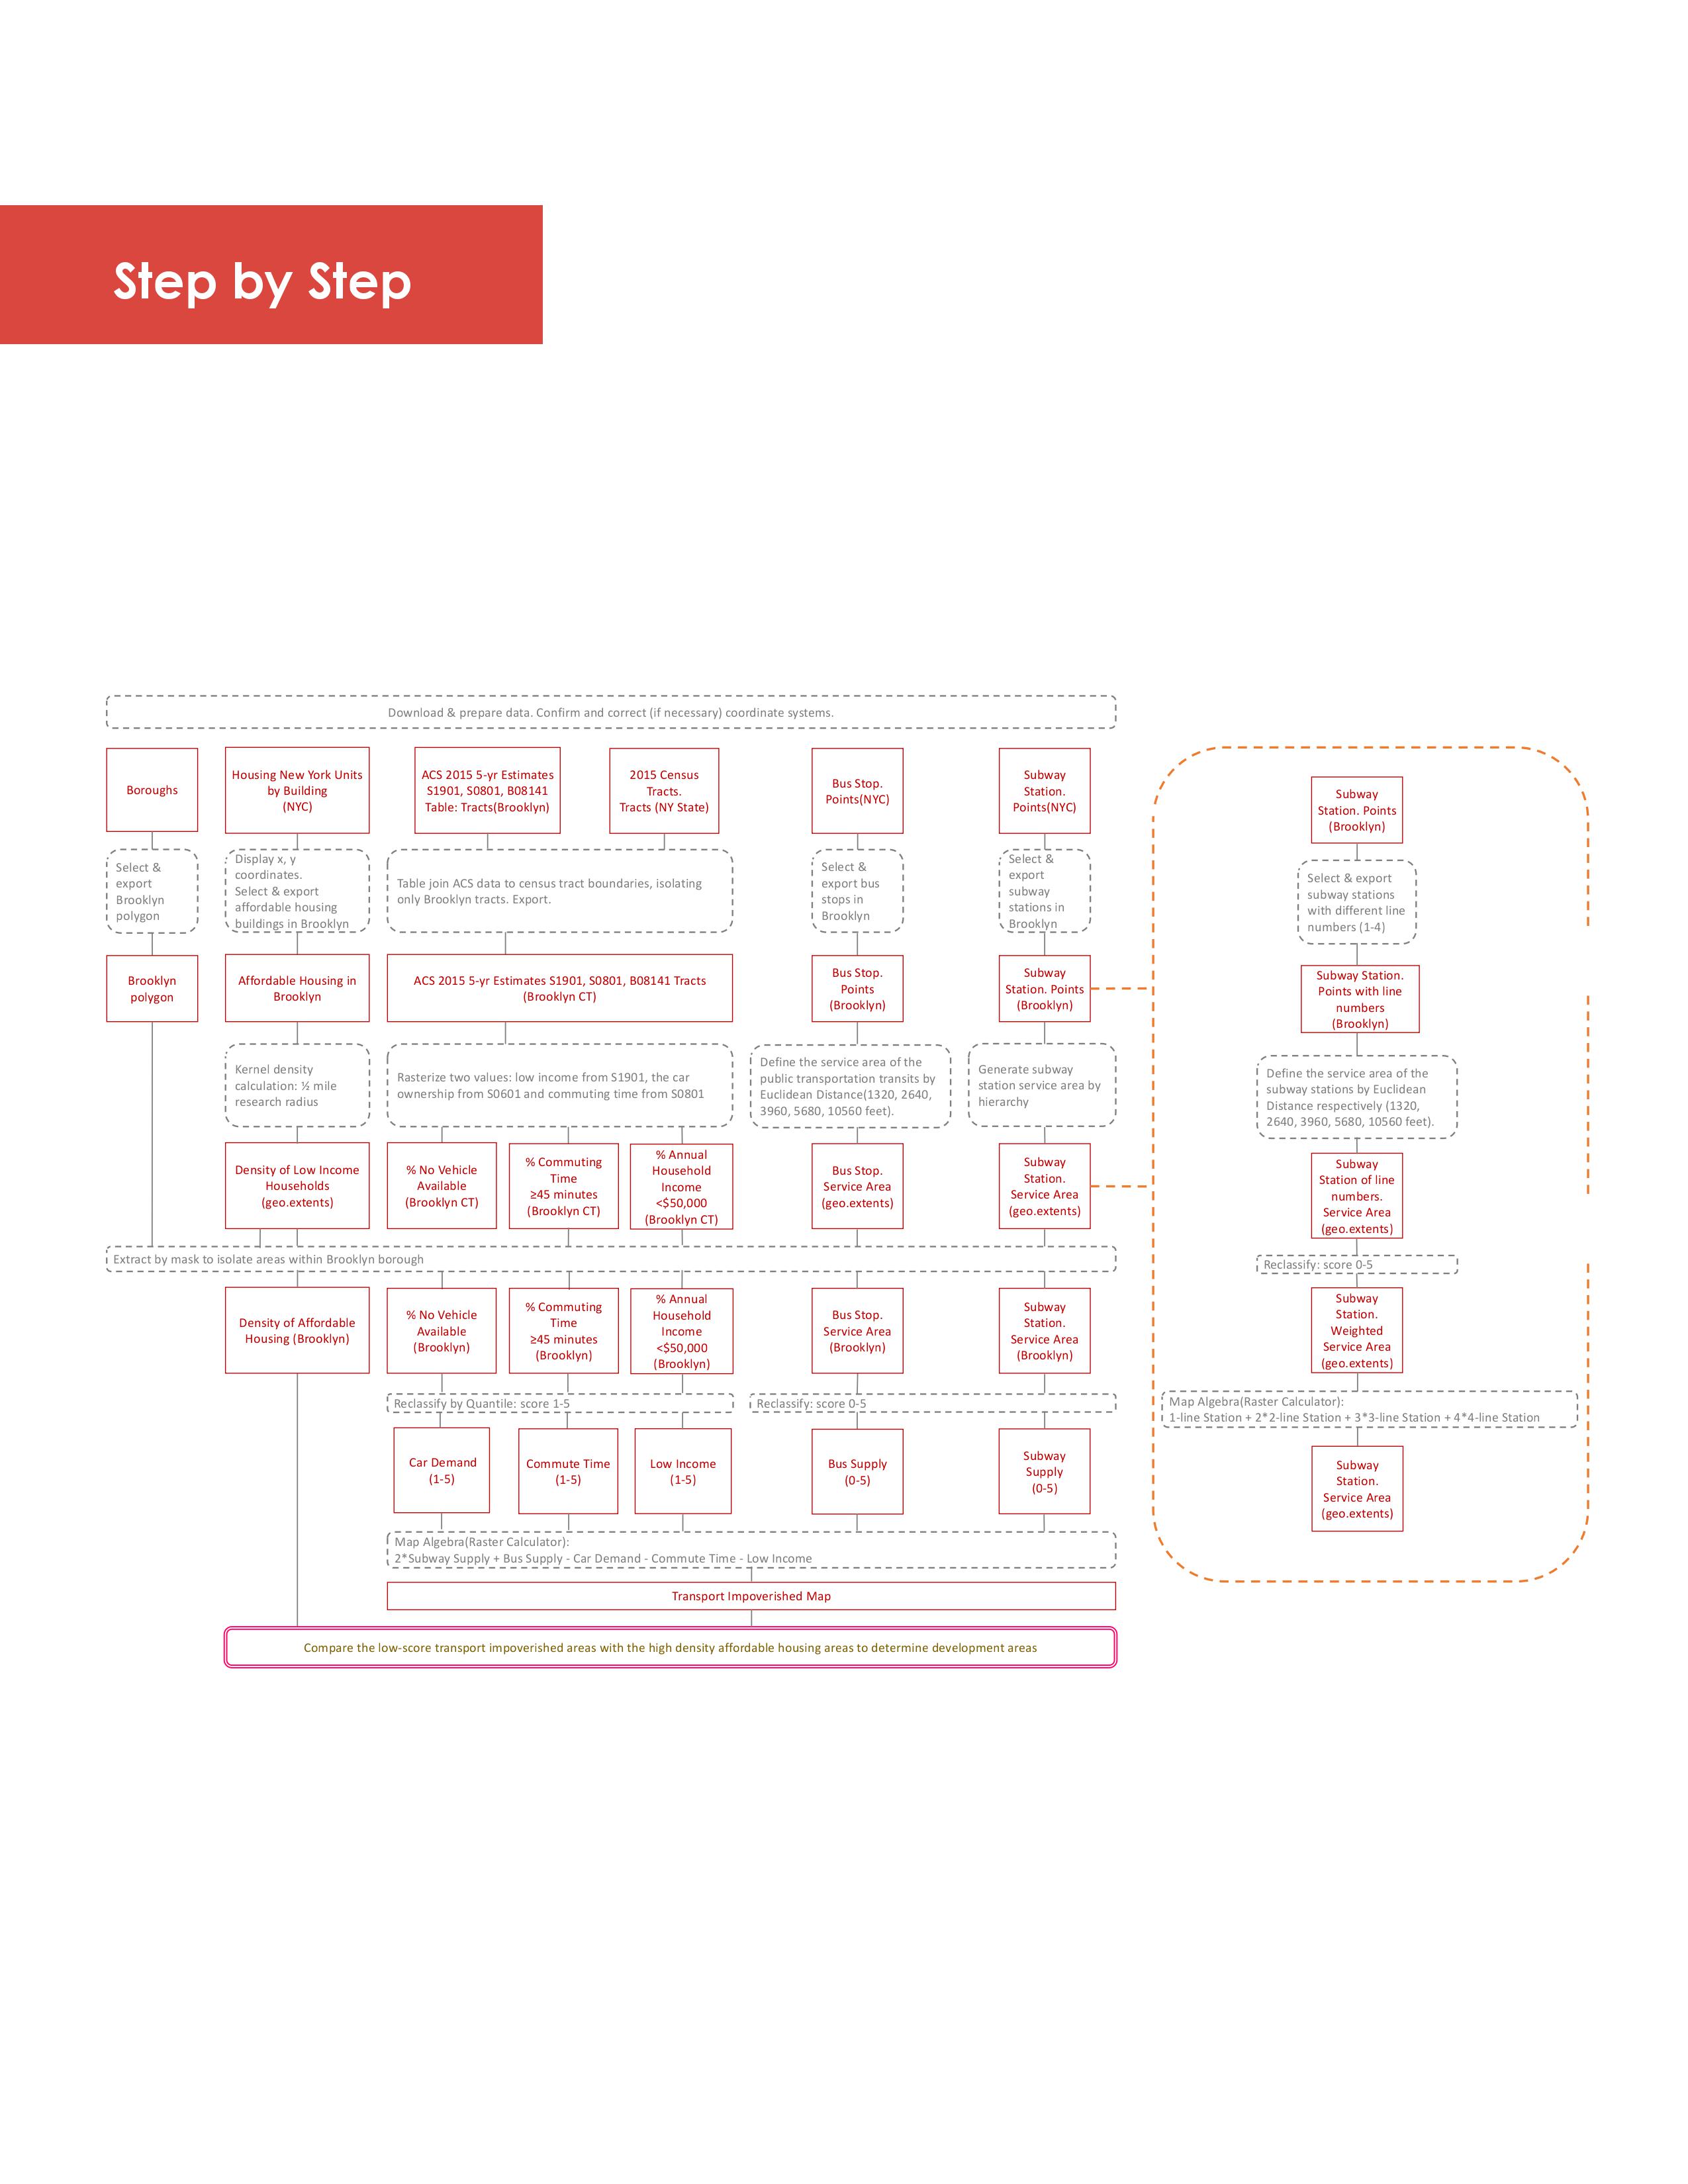 Step by Step
Download & prepare data. Confirm and correct (if necessary) coordinate systems.
Boroughs
Housing New York Units
by Building
(NYC)
ACS 2015 5-yr Estimates
S1901, S0801, B08141
Table: Tracts(Brooklyn)
2015 Census
Tracts.
Tracts (NY State)
Bus Stop.
Points(NYC)
Subway
Station.
Points(NYC)
Select &
export
Brooklyn
polygon
Display x, y
coordinates.
Select & export
affordable housing
buildings in Brooklyn
Table join ACS data to census tract boundaries, isolating
only Brooklyn tracts. Export.
Select &
export bus
stops in
Brooklyn
Select &
export
subway
stations in
Brooklyn
Brooklyn
polygon
Affordable Housing in
Brooklyn
ACS 2015 5-yr Estimates S1901, S0801, B08141 Tracts
(Brooklyn CT)
Bus Stop.
Points
(Brooklyn)
Subway
Station. Points
(Brooklyn)
Kernel density
calculation: ½ mile
research radius
Rasterize two values: low income from S1901, the car
ownership from S0601 and commuting time from S0801
Define the service area of the
public transportation transits by
Euclidean Distance(1320, 2640,
3960, 5680, 10560 feet).
Generate subway
station service area by
hierarchy
Density of Low Income
Households
(geo.extents)
% No Vehicle
Available
(Brooklyn CT)
% Commuting
Time
≥45 minutes
(Brooklyn CT)
% Annual
Household
Income
<$50,000
(Brooklyn CT)
Bus Stop.
Service Area
(geo.extents)
Subway
Station.
Service Area
(geo.extents)
Extract by mask to isolate areas within Brooklyn borough
Density of Affordable
Housing (Brooklyn)
% No Vehicle
Available
(Brooklyn)
% Commuting
Time
≥45 minutes
(Brooklyn)
% Annual
Household
Income
<$50,000
(Brooklyn)
Bus Stop.
Service Area
(Brooklyn)
Subway
Station.
Service Area
(Brooklyn)
Reclassify by Quantile: score 1-5
Reclassify: score 0-5
Car Demand
(1-5)
Commute Time
(1-5)
Low Income
(1-5)
Bus Supply
(0-5)
Subway
Supply
(0-5)
Map Algebra(Raster Calculator):
2*Subway Supply + Bus Supply - Car Demand - Commute Time - Low Income
Transport Impoverished Map
Compare the low-score transport impoverished areas with the high density affordable housing areas to determine development areas
Subway
Station. Points
(Brooklyn)
Select & export
subway stations
with different line
numbers (1-4)
Subway Station.
Points with line
numbers
(Brooklyn)
Define the service area of the
subway stations by Euclidean
Distance respectively (1320,
2640, 3960, 5680, 10560 feet).
Subway
Station of line
numbers.
Service Area
(geo.extents)
Reclassify: score 0-5
Subway
Station.
Weighted
Service Area
(geo.extents)
Map Algebra(Raster Calculator):
1-line Station + 2*2-line Station + 3*3-line Station + 4*4-line Station
Subway
Station.
Service Area
(geo.extents)